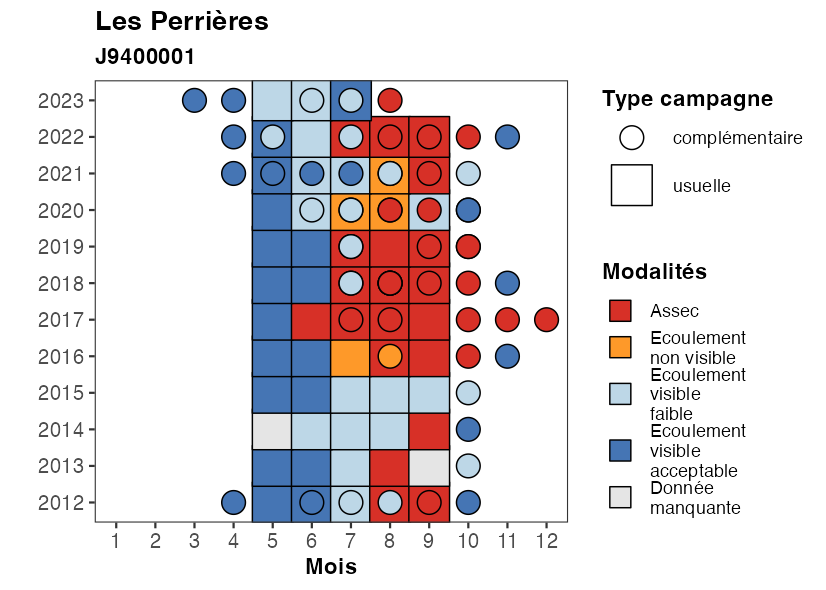 Les Perrières
J9400001
2023
2022
2021
2020
2019
2018
2017
2016
2015
2014
2013
2012
1 2 3 4 5 6 7 8 9 10 11 12
Mois
Type campagne
complémentaire
usuelle
Modalités
Assec
Ecoulement
non visible
Ecoulement
visible
faible
Ecoulement
visible
acceptable
Donnée
manquante